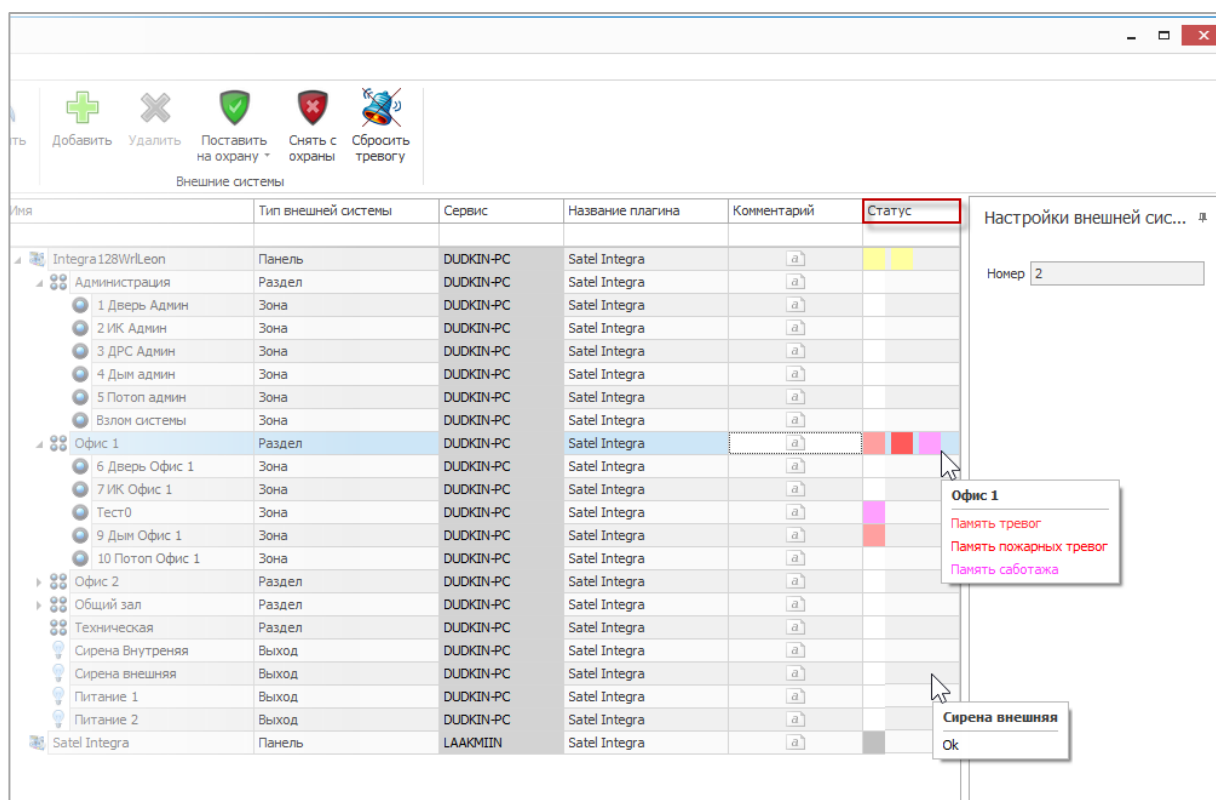 ть Добавить Удалить Поставить на охрану Снять с охраны Сбросить тревогу
Внешние системы
Имя Тип внешней системы Сервис Название плагина Комментарий Статус
Настройки внешней сис...
Номер 2
Integra128WrlLeon Панель DUDKIN-PC Satel Integra a
Администрация Раздел DUDKIN-PC Satel Integra a
1 Дверь Админ Зона DUDKIN-PC Satel Integra a
2 ИК Админ Зона DUDKIN-PC Satel Integra a
3 ДРС Админ Зона DUDKIN-PC Satel Integra a
4 Дым админ Зона DUDKIN-PC Satel Integra a
5 Потоп админ Зона DUDKIN-PC Satel Integra a
Взлом системы Зона DUDKIN-PC Satel Integra a
Офис 1 Раздел DUDKIN-PC Satel Integra a
6 Дверь Офис 1 Зона DUDKIN-PC Satel Integra a
7 ИК Офис 1 Зона DUDKIN-PC Satel Integra a
Тест0 Зона DUDKIN-PC Satel Integra a
9 Дым Офис 1 Зона DUDKIN-PC Satel Integra a
10 Потоп Офис 1 Зона DUDKIN-PC Satel Integra a
Офис 2 Раздел DUDKIN-PC Satel Integra a
Общий зал Раздел DUDKIN-PC Satel Integra a
Техническая Раздел DUDKIN-PC Satel Integra a
Сирена Внутреняя Выход DUDKIN-PC Satel Integra a
Сирена внешняя Выход DUDKIN-PC Satel Integra a
Питание 1 Выход DUDKIN-PC Satel Integra a
Питание 2 Выход DUDKIN-PC Satel Integra a
Satel Integra Панель LAAKMIIN Satel Integra a
Офис 1
Память тревог
Память пожарных тревог
Память саботажа
Сирена внешняя
Ok